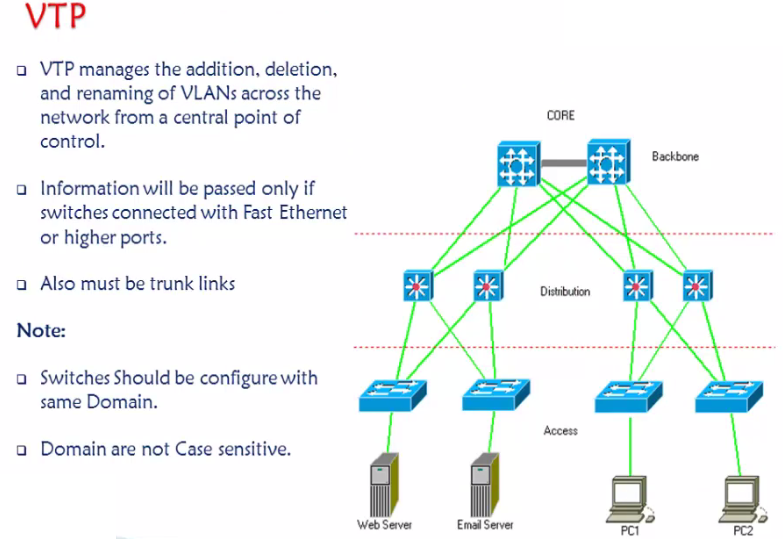 VTP
VTP manages the addition, deletion,
and renaming of VLANs across the
network from a central point of
control.
Information will be passed only if
switches connected with Fast Ethernet
or higher ports.
Also must be trunk links
Note:
Switches Should be configure with
same Domain.
Domain are not Case sensitive.
CORE
Backbone
Distribution
Access
Web Server
Email Server
PC1
PC2